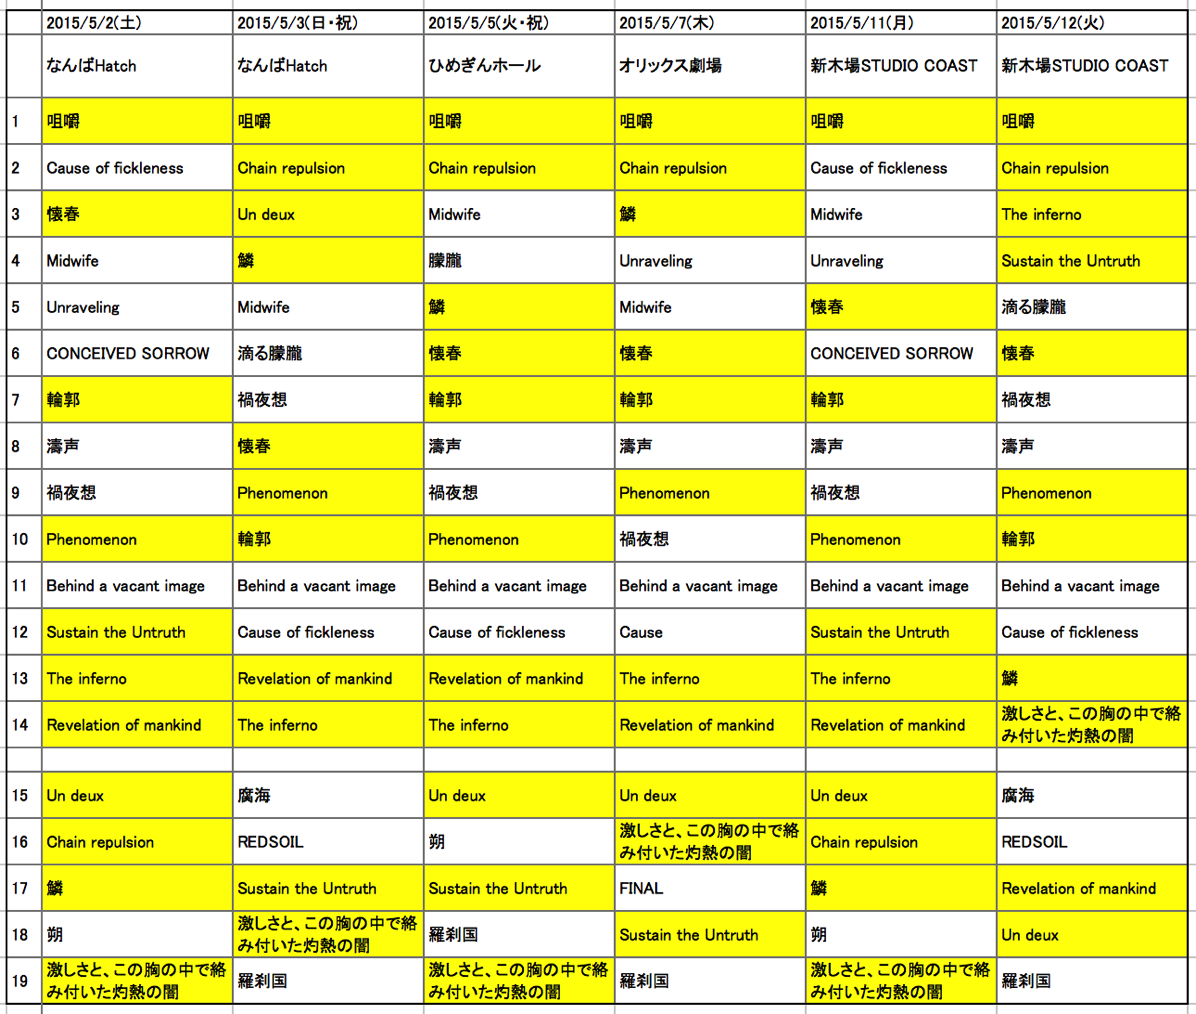 2015/5/2(土) 2015/5/3(日・祝) 2015/5/5(火・祝) 2015/5/7(木) 2015/5/11(月) 2015/5/12(火)
なんばHatch なんばHatch ひめぎんホール オリックス劇場 新木場STUDIO COAST 新木場STUDIO COAST
1 咀嚼 咀嚼 咀嚼 咀嚼 咀嚼 咀嚼
2 Cause of fickleness Chain repulsion Chain repulsion Chain repulsion Cause of fickleness Chain repulsion
3 懐春 Un deux Midwife 鱗 Midwife The inferno
4 Midwife 鱗 朦朧 Unraveling Unraveling Sustain the Untruth
5 Unraveling Midwife 鱗 Midwife 懐春 滴る朦朧
6 CONCEIVED SORROW 滴る朦朧 懐春 懐春 CONCEIVED SORROW 懐春
7 輪郭 禍夜想 輪郭 輪郭 輪郭 禍夜想
8 濤声 懐春 濤声 濤声 濤声 濤声
9 禍夜想 Phenomenon 禍夜想 Phenomenon 禍夜想 Phenomenon
10 Phenomenon 輪郭 Phenomenon 禍夜想 Phenomenon 輪郭
11 Behind a vacant image Behind a vacant image Behind a vacant image Behind a vacant image Behind a vacant image Behind a vacant image
12 Sustain the Untruth Cause of fickleness Cause of fickleness Cause Sustain the Untruth Cause of fickleness
13 The inferno Revelation of mankind Revelation of mankind The inferno The inferno 鱗
14 Revelation of mankind The inferno The inferno Revelation of mankind Revelation of mankind 激しさと、この胸の中で絡
み付いた灼熱の闇
15 Un deux 腐海 Un deux Un deux Un deux 腐海
16 Chain repulsion REDSOIL 朔 激しさと、この胸の中で絡 Chain repulsion REDSOIL
み付いた灼熱の闇
17 鱗 Sustain the Untruth Sustain the Untruth FINAL 鱗 Revelation of mankind
18 朔 激しさと、この胸の中で絡 羅刹国 Sustain the Untruth 朔 Un deux
み付いた灼熱の闇
19 激しさと、この胸の中で絡 羅刹国 激しさと、この胸の中で絡 羅刹国 激しさと、この胸の中で絡 羅刹国
み付いた灼熱の闇 み付いた灼熱の闇 み付いた灼熱の闇